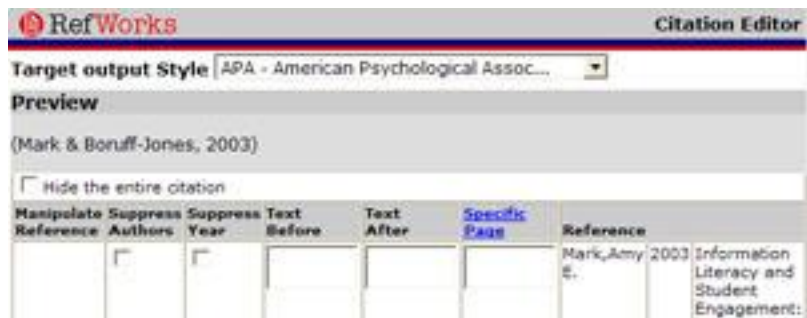 RefWorks Citation Editor
Target output Style APA - American Psychological Assoc...
Preview
(Mark & Boruff-Jones, 2003)
Hide the entire citation
Manipulate Suppress Suppress Text Text Specific
Reference Authors Year Before After Page Reference
Mark,Amy 2003 Information
E. Literacy and
Student
Engagement: